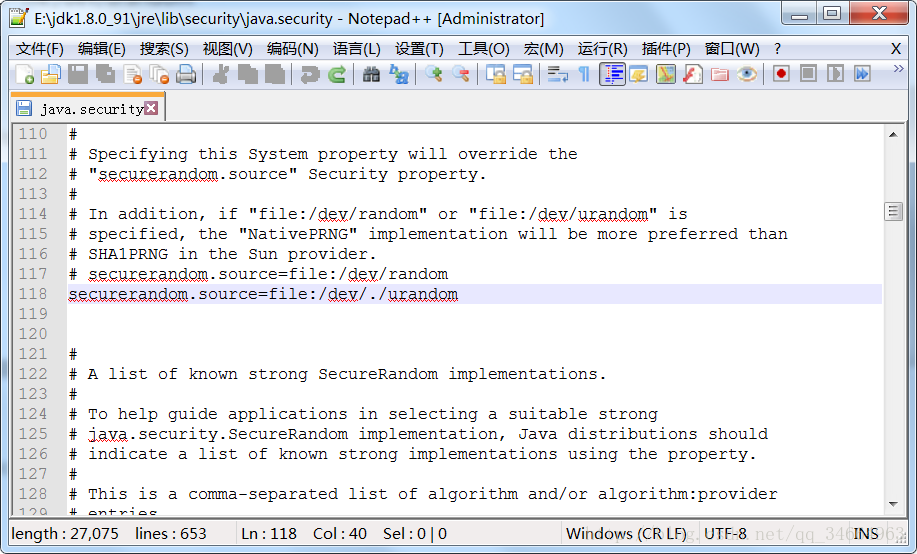 E:\jdk1.8.0_91\jre\lib\security\java.security - Notepad++ [Administrator]
文件(F) 编辑(E) 搜索(S) 视图(V) 编码(N) 语言(L) 设置(T) 工具(O) 宏(M) 运行(R) 插件(P) 窗口(W) ? X
java.security
110 #
111 # Specifying this System property will override the
112 # "securerandom.source" Security property.
113 #
114 # In addition, if "file:/dev/random" or "file:/dev/urandom" is
115 # specified, the "NativePRNG" implementation will be more preferred than
116 # SHA1PRNG in the Sun provider.
117 # securerandom.source=file:/dev/random
118 securerandom.source=file:/dev/./urandom
119
120
121 #
122 # A list of known strong SecureRandom implementations.
123 #
124 # To help guide applications in selecting a suitable strong
125 # java.security.SecureRandom implementation, Java distributions should
126 # indicate a list of known strong implementations using the property.
127 #
128 # This is a comma-separated list of algorithm and/or algorithm:provider
129 # entries
length : 27,075 lines : 653 Ln : 118 Col : 40 Sel : 0 | 0 Windows (CR LF) UTF-8 INS